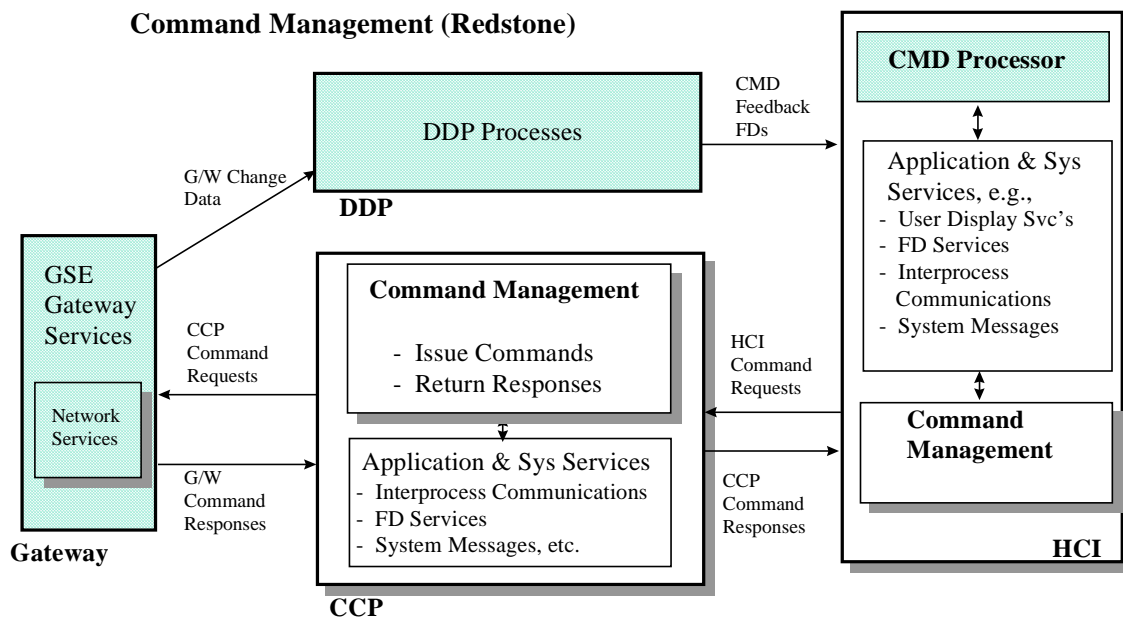 Command Management (Redstone)
DDP Processes
DDP
G/W Change
Data
CMD
Feedback
FDs
GSE
Gateway
Services
Network
Services
Gateway
CCP
Command
Requests
G/W
Command
Responses
Command Management
- Issue Commands
- Return Responses
Application & Sys Services
- Interprocess Communications
- FD Services
- System Messages, etc.
CCP
HCI
Command
Requests
CCP
Command
Responses
CMD Processor
Application & Sys
Services, e.g.,
- User Display Svc's
- FD Services
- Interprocess
Communications
- System Messages
Command
Management
HCI